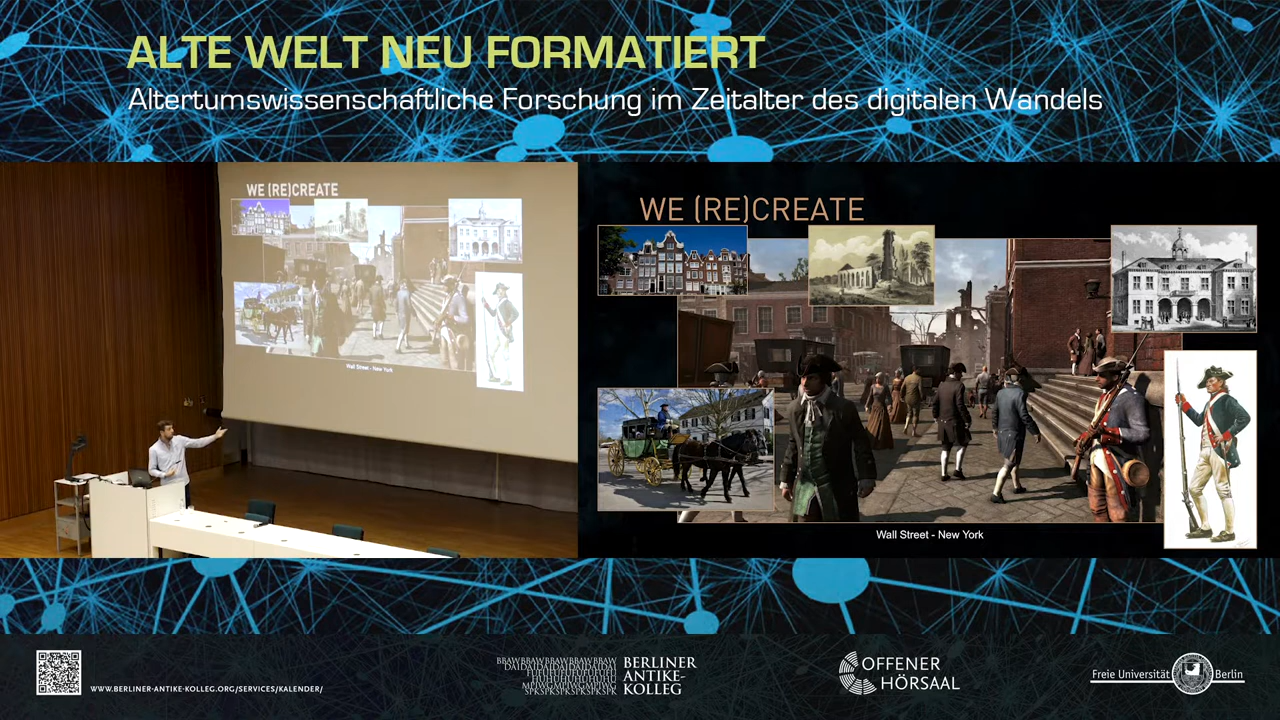 ALTE WELT NEU FORMATIERT
Altertumswissenschaftliche Forschung im Zeitalter des digitalen Wandels
WE (RE)CREATE
Wall Street - New York
WE (RE)CREATE
Wall Street - New York
WWW.BERLINER-ANTIKE-KOLLEG.ORG/SERVICES/KALENDER/
BERLINER
ANTIKE-
KOLLEG
OFFENER
HÖRSAAL
Freie Universität Berlin